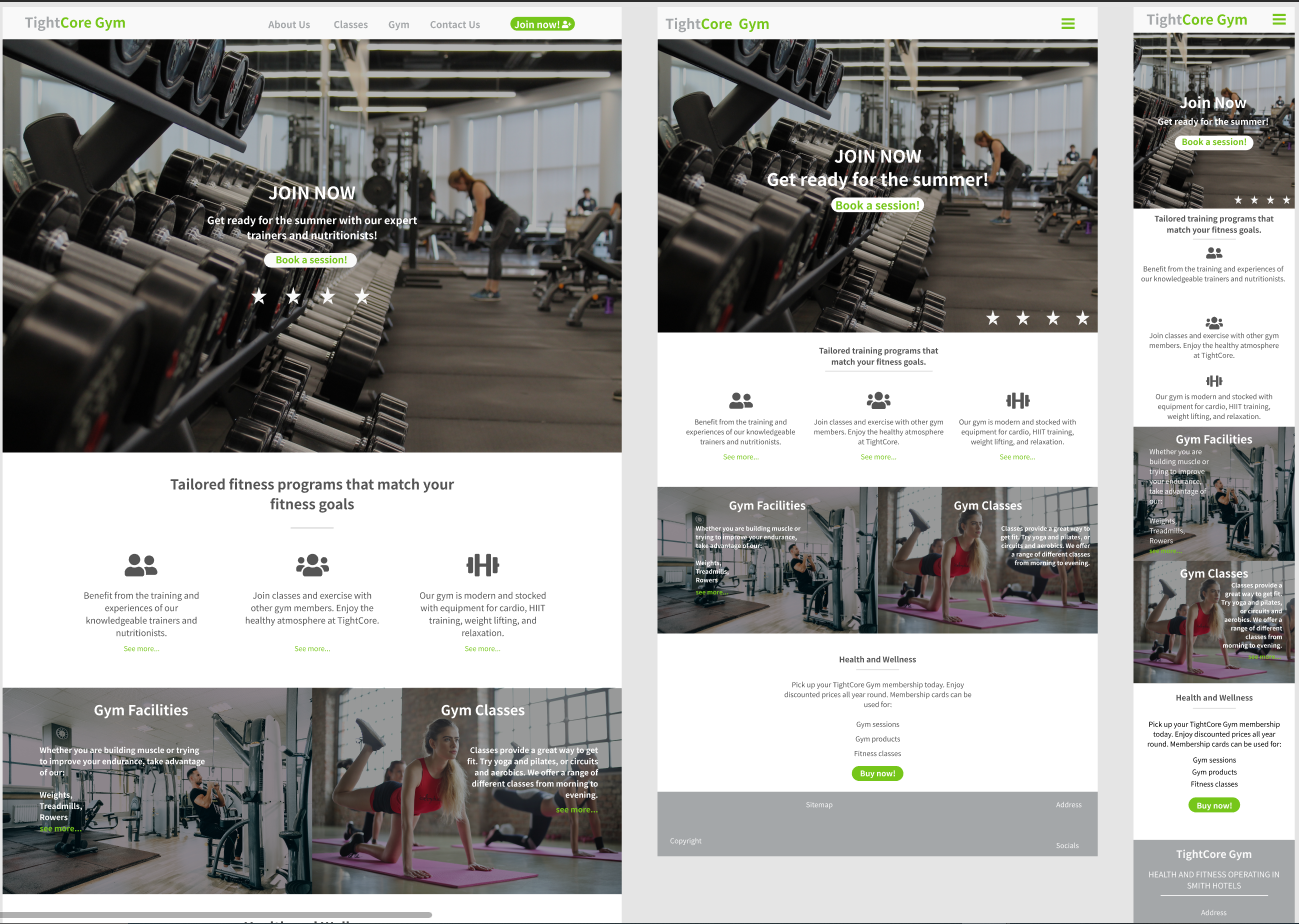 TightCore Gym
About Us
Classes
Gym
Contact Us
Join now!
JOIN NOW
Get ready for the summer with our expert
trainers and nutritionists!
Book a session!
Tailored fitness programs that match your
fitness goals
Benefit from the training and
experiences of our
knowledgeable trainers and
nutritionists.
See more...
Join classes and exercise with
other gym members. Enjoy the
healthy atmosphere at TightCore.
See more...
Our gym is modern and stocked
with equipment for cardio, HIIT
training, weight lifting, and
relaxation.
See more...
Gym Facilities
Whether you are building muscle or trying
to improve your endurance, take advantage
of our:
Weights,
Treadmills,
Rowers
see more...
Gym Classes
Classes provide a great way to get
fit. Try yoga and pilates, or circuits
and aerobics. We offer a range of
different classes from morning to
evening.
see more...
TightCore Gym
JOIN NOW
Get ready for the summer!
Book a session!
Tailored training programs that
match your fitness goals.
Benefit from the training and
experiences of our knowledgeable
trainers and nutritionists.
See more...
Join classes and exercise with other gym
members. Enjoy the healthy atmosphere
at TightCore.
See more...
Our gym is modern and stocked with
equipment for cardio, HIIT training,
weight lifting, and relaxation.
See more...
Gym Facilities
Whether you are building muscle or
trying to improve your endurance,
take advantage of our:
Weights,
Treadmills,
Rowers
see more...
Gym Classes
Classes provide a great way to
get fit. Try yoga and pilates, or
circuits and aerobics. We offer
a range of different classes
from morning to evening.
Health and Wellness
Pick up your TightCore Gym membership today. Enjoy
discounted prices all year round. Membership cards can be
used for:
Gym sessions
Gym products
Fitness classes
Buy now!
Sitemap
Address
Copyright
Socials
TightCore Gym
Join Now
Get ready for the summer!
Book a session!
Tailored training programs that
match your fitness goals.
Benefit from the training and experiences of
our knowledgeable trainers and nutritionists.
Join classes and exercise with other gym
members. Enjoy the healthy atmosphere
at TightCore.
Our gym is modern and stocked with
equipment for cardio, HIIT training,
weight lifting, and relaxation.
Gym Facilities
Whether you are
building muscle or
trying to improve
your endurance,
take advantage of
our:
Weights,
Treadmills,
Rowers
see more...
Gym Classes
Classes provide a
great way to get fit.
Try yoga and pilates,
or circuits and
aerobics. We offer a
range of different
classes from
morning to evening.
see more...
Health and Wellness
Pick up your TightCore Gym membership
today. Enjoy discounted prices all year
round. Membership cards can be used for:
Gym sessions
Gym products
Fitness classes
Buy now!
TightCore Gym
HEALTH AND FITNESS OPERATING IN
SMITH HOTELS
Address